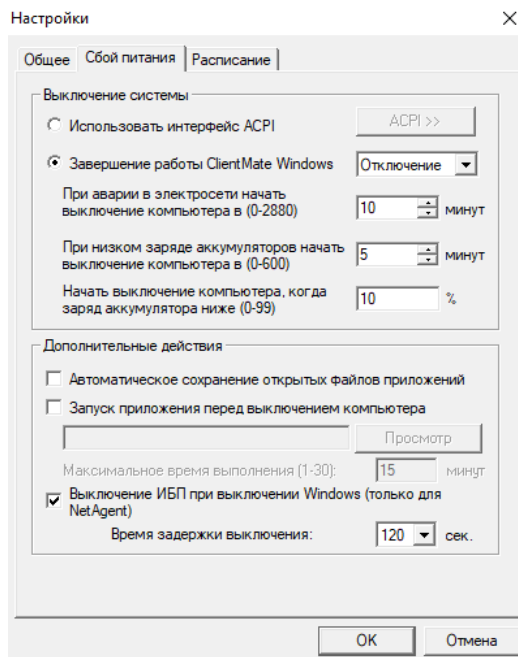 Настройки
Общее Сбой питания Расписание
Выключение системы
Использовать интерфейс ACPI ACPI >>
Завершение работы ClientMate Windows Отключение
При аварии в электросети начать
выключение компьютера в (0-2880) 10 минут
При низком заряде аккумуляторов начать
выключение компьютера в (0-600) 5 минут
Начать выключение компьютера, когда
заряд аккумулятора ниже (0-99) 10 %
Дополнительные действия
Автоматическое сохранение открытых файлов приложений
Запуск приложения перед выключением компьютера
Просмотр
Максимальное время выполнения (1-30): 15 минут
Выключение ИБП при выключении Windows (только для
NetAgent)
Время задержки выключения: 120 сек.
OK Отмена